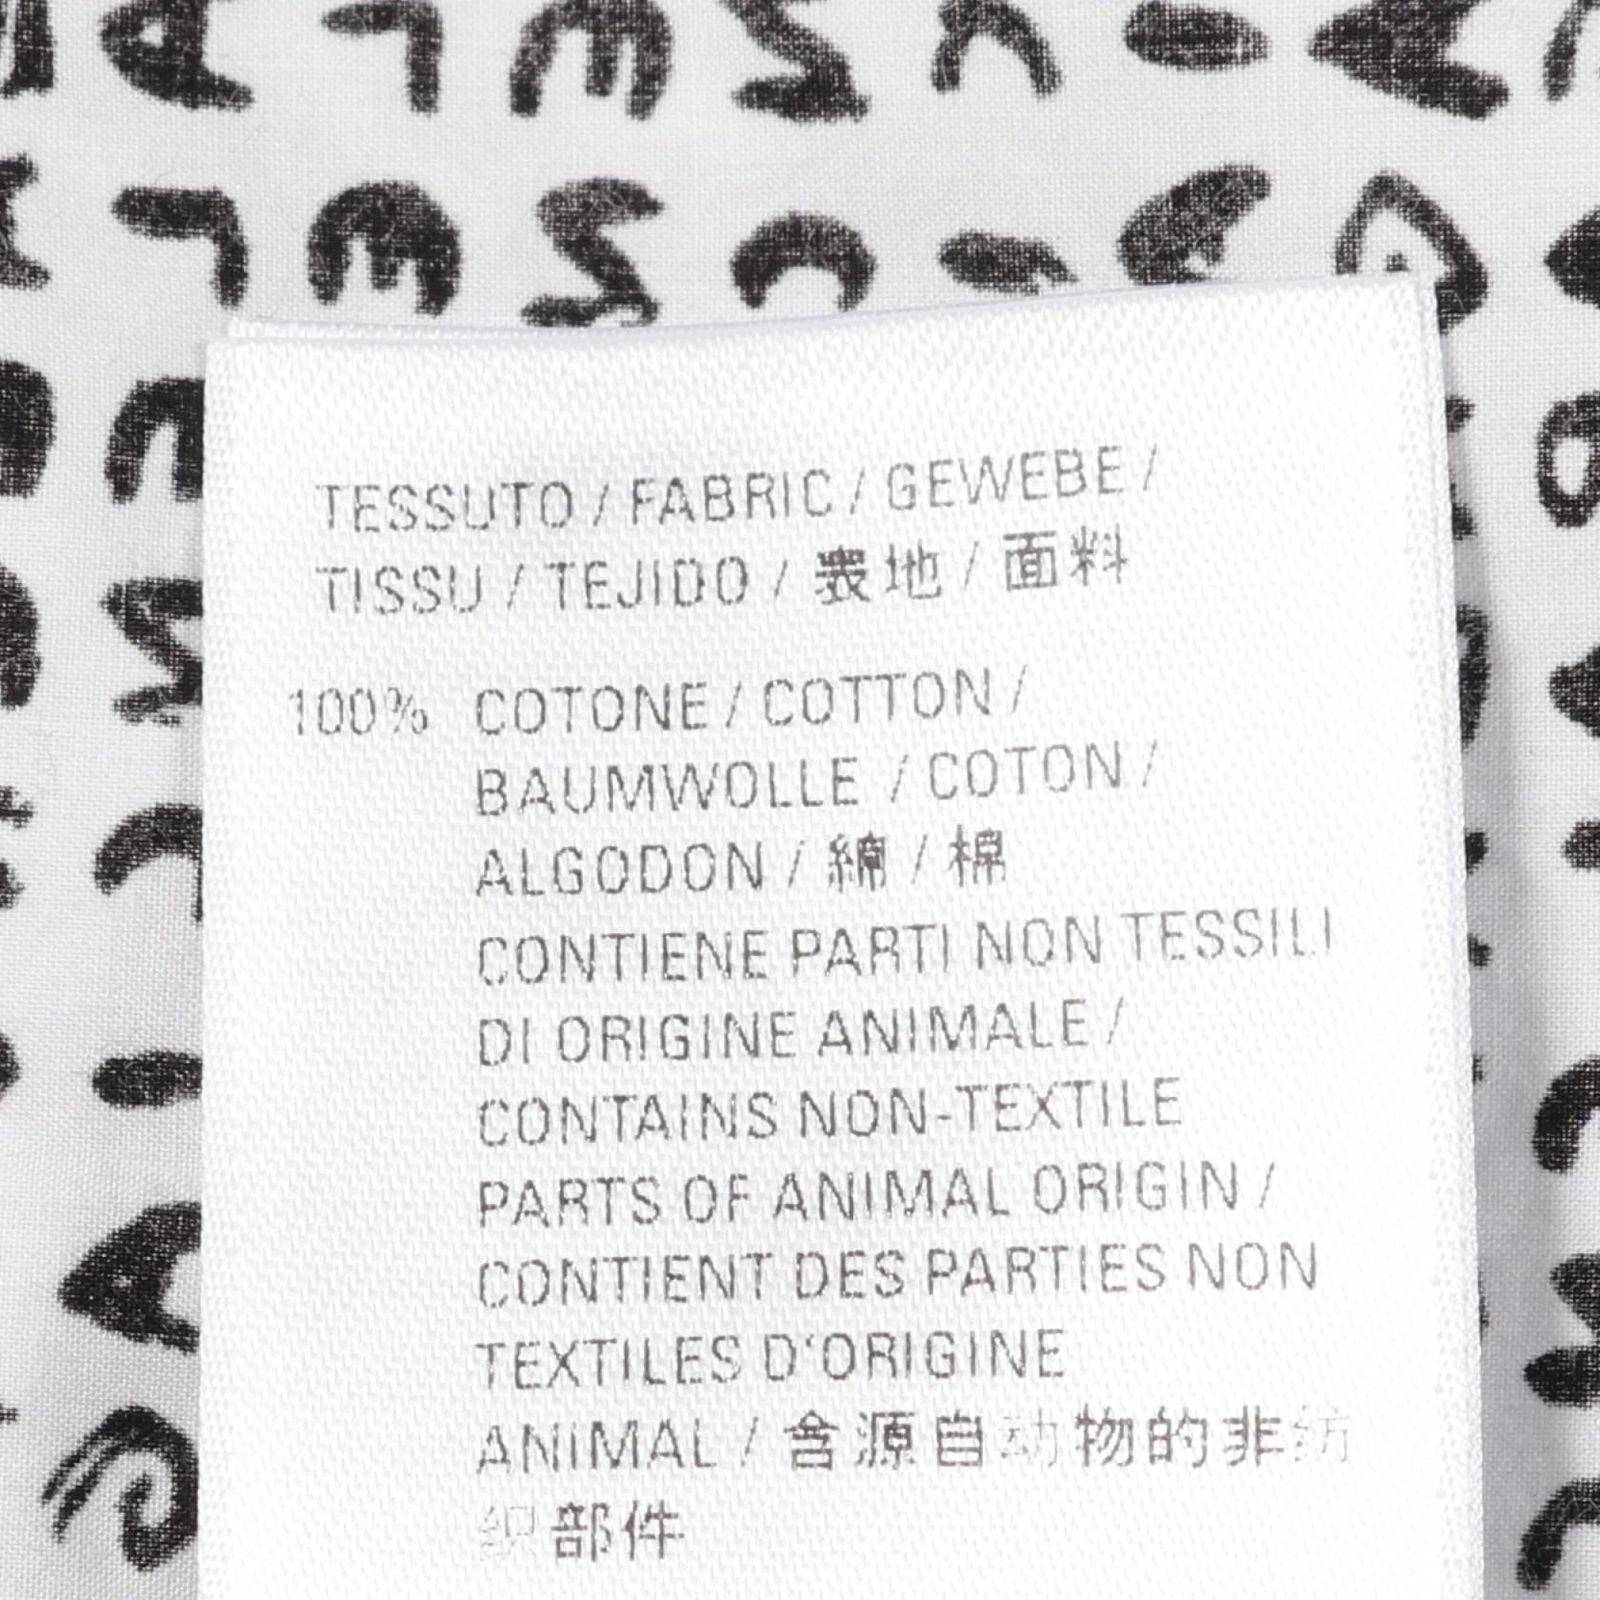 TESSUTO / FABRIC / GEWEBE /
TISSU / TEJIDO / 表地 / 面料
100% COTONE / COTTON /
BAUMWOLLE / COTON /
ALGODON / 綿 / 棉
CONTIENE PARTI NON TESSILI
DI ORIGINE ANIMALE /
CONTAINS NON-TEXTILE
PARTS OF ANIMAL ORIGIN /
CONTIENT DES PARTIES NON
TEXTILES D'ORIGINE
ANIMAL / 含源自动物的非纺
织部件